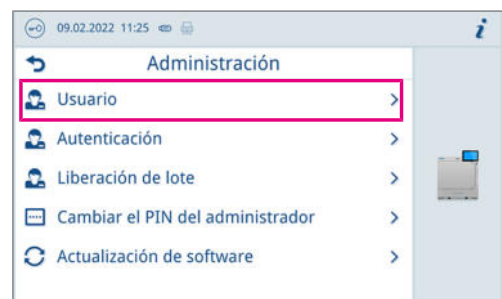 09.02.2022 11:25
Administración
Usuario
Autenticación
Liberación de lote
Cambiar el PIN del administrador
Actualización de software